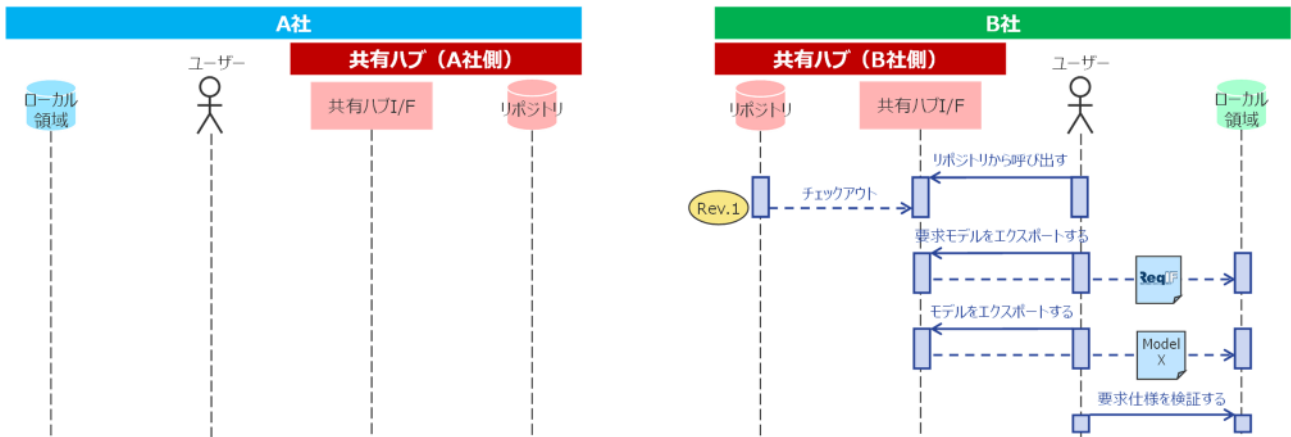 A社
B社
共有ハブ（A社側）
共有ハブ（B社側）
ユーザー
ユーザー
ローカル
領域
共有ハブI/F
リポジトリ
リポジトリ
共有ハブI/F
ローカル
領域
リポジトリから呼び出す
チェックアウト
Rev.1
要求モデルをエクスポートする
ReqIF
モデルをエクスポートする
Model
X
要求仕様を検証する